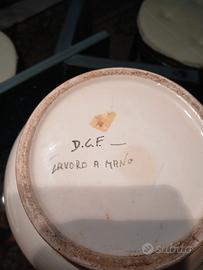 D.G.F. —
LAVORO A MANO
subito